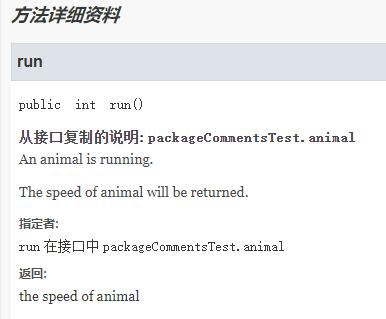 方法详细资料
run
public int run()
从接口复制的说明: packageCommentsTest.animal
An animal is running.
The speed of animal will be returned.
指定者:
run 在接口中 packageCommentsTest.animal
返回:
the speed of animal